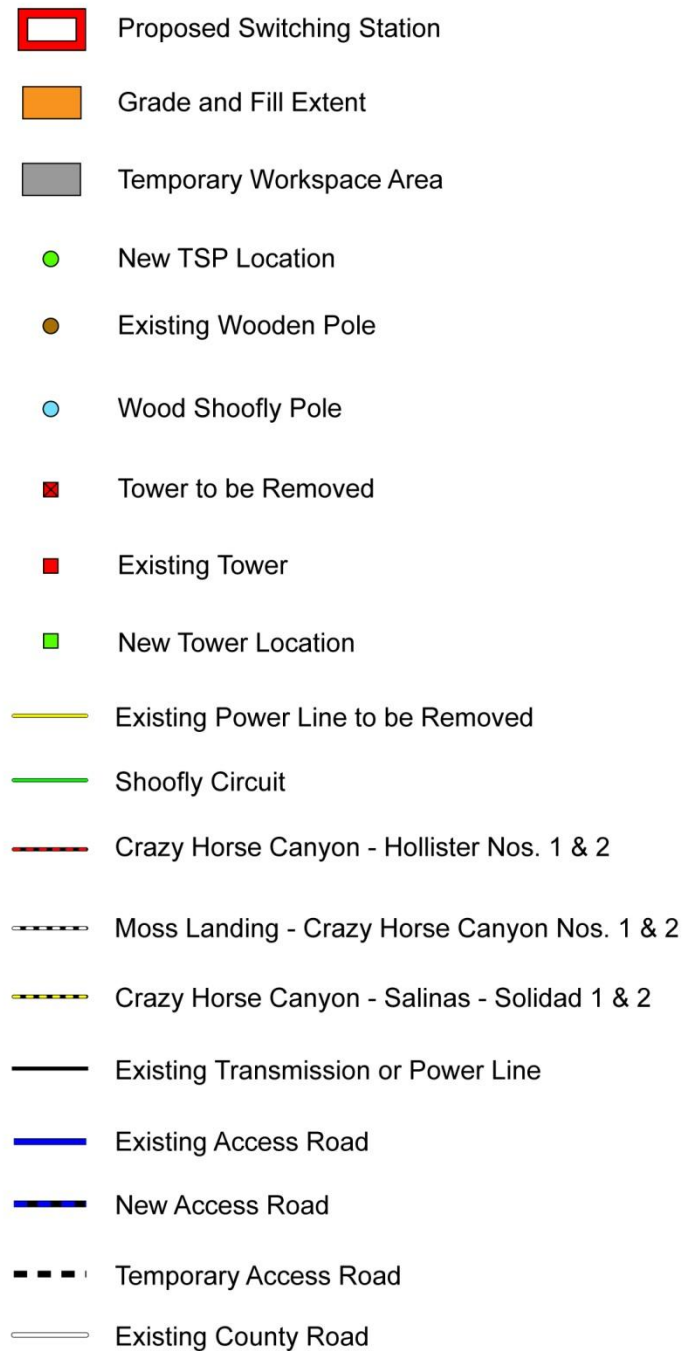 Proposed Switching Station
Grade and Fill Extent
Temporary Workspace Area
New TSP Location
Existing Wooden Pole
Wood Shoofly Pole
Tower to be Removed
Existing Tower
New Tower Location
Existing Power Line to be Removed
Shoofly Circuit
Crazy Horse Canyon - Hollister Nos. 1 & 2
Moss Landing - Crazy Horse Canyon Nos. 1 & 2
Crazy Horse Canyon - Salinas - Solidad 1 & 2
Existing Transmission or Power Line
Existing Access Road
New Access Road
Temporary Access Road
Existing County Road